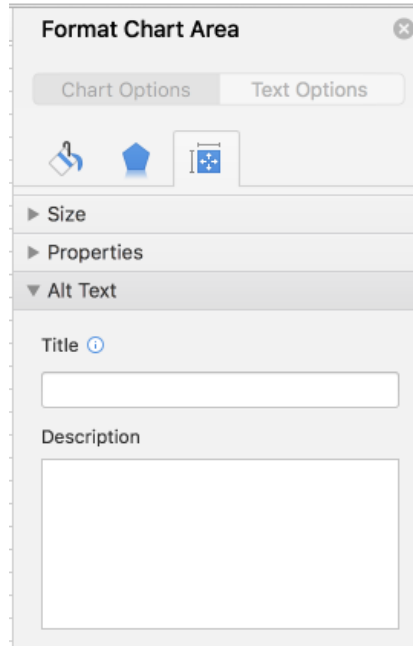 Format Chart Area
Chart Options Text Options
Size
Properties
Alt Text
Title
Description